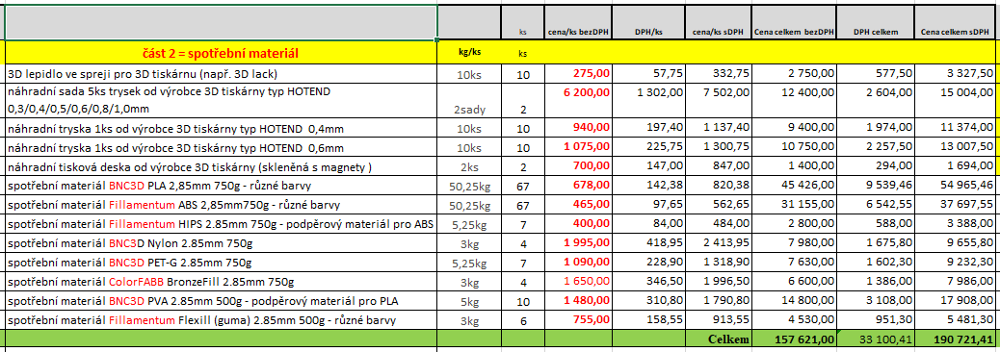 ks cena/ks bezDPH DPH/ks cena/ks sDPH Cena celkem bezDPH DPH celkem Cena celkem sDPH
část 2 = spotřební materiál kg/ks ks
3D lepidlo ve spreji pro 3D tiskárnu (např. 3D lack) 10ks 10 275,00 57,75 332,75 2 750,00 577,50 3 327,50
náhradní sada 5ks trysek od výrobce 3D tiskárny typ HOTEND
0,3/0,4/0,5/0,6/0,8/1,0mm 2sady 2 6 200,00 1 302,00 7 502,00 12 400,00 2 604,00 15 004,00
náhradní tryska 1ks od výrobce 3D tiskárny typ HOTEND 0,4mm 10ks 10 940,00 197,40 1 137,40 9 400,00 1 974,00 11 374,00
náhradní tryska 1ks od výrobce 3D tiskárny typ HOTEND 0,6mm 10ks 10 1 075,00 225,75 1 300,75 10 750,00 2 257,50 13 007,50
náhradní tisková deska od výrobce 3D tiskárny (skleněná s magnety ) 2ks 2 700,00 147,00 847,00 1 400,00 294,00 1 694,00
spotřební materiál BNC3D PLA 2,85mm 750g - různé barvy 50,25kg 67 678,00 142,38 820,38 45 426,00 9 539,46 54 965,46
spotřební materiál Fillamentum ABS 2,85mm750g - různé barvy 50,25kg 67 465,00 97,65 562,65 31 155,00 6 542,55 37 697,55
spotřební materiál Fillamentum HIPS 2.85mm 750g - podpěrový materiál pro ABS 5,25kg 7 400,00 84,00 484,00 2 800,00 588,00 3 388,00
spotřební materiál BNC3D Nylon 2.85mm 750g 3kg 4 1 995,00 418,95 2 413,95 7 980,00 1 675,80 9 655,80
spotřební materiál BNC3D PET-G 2.85mm 750g 5,25kg 7 1 090,00 228,90 1 318,90 7 630,00 1 602,30 9 232,30
spotřební materiál ColorFABB BronzeFill 2.85mm 750g 3kg 4 1 650,00 346,50 1 996,50 6 600,00 1 386,00 7 986,00
spotřební materiál BNC3D PVA 2.85mm 500g - podpěrový materiál pro PLA 5kg 10 1 480,00 310,80 1 790,80 14 800,00 3 108,00 17 908,00
spotřební materiál Fillamentum Flexill (guma) 2.85mm 500g - různé barvy 3kg 6 755,00 158,55 913,55 4 530,00 951,30 5 481,30
Celkem 157 621,00 33 100,41 190 721,41